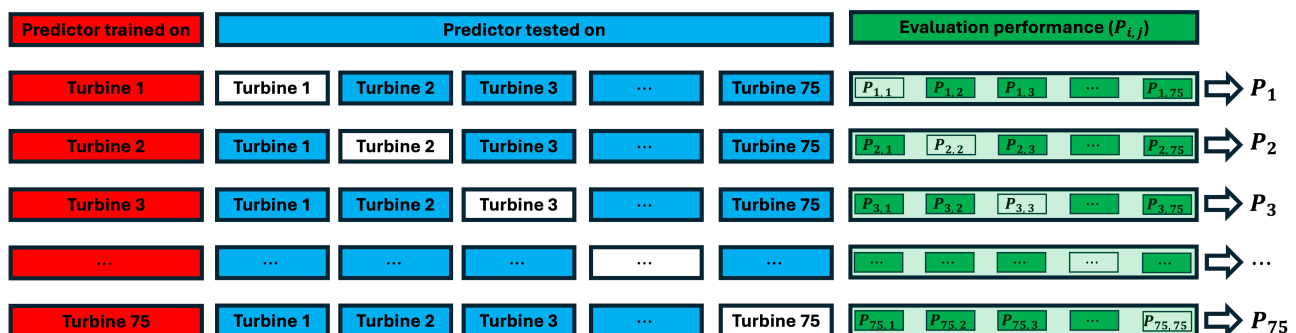 Predictor trained on Predictor tested on Evaluation performance (P_{i,j})
Turbine 1 Turbine 1 Turbine 2 Turbine 3 ... Turbine 75 P_{1,1} P_{1,2} P_{1,3} ... P_{1,75} P_1
Turbine 2 Turbine 1 Turbine 2 Turbine 3 ... Turbine 75 P_{2,1} P_{2,2} P_{2,3} ... P_{2,75} P_2
Turbine 3 Turbine 1 Turbine 2 Turbine 3 ... Turbine 75 P_{3,1} P_{3,2} P_{3,3} ... P_{3,75} P_3
... ... ... ... ... ... ... ... ... ... ... ...
Turbine 75 Turbine 1 Turbine 2 Turbine 3 ... Turbine 75 P_{75,1} P_{75,2} P_{75,3} ... P_{75,75} P_{75}